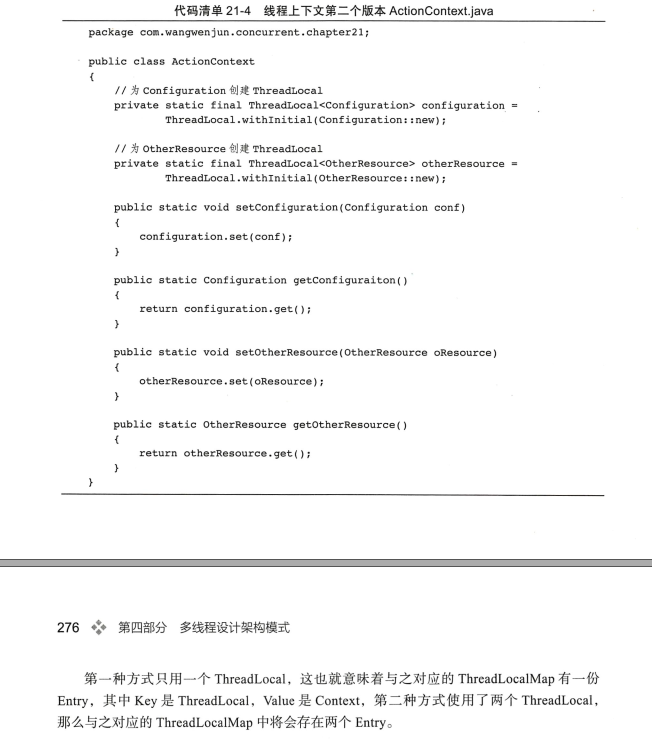 代码清单 21-4 线程上下文第二个版本 ActionContext.java
package com.wangwenjun.concurrent.chapter21;
public class ActionContext
{
// 为 Configuration 创建 ThreadLocal
private static final ThreadLocal<Configuration> configuration =
ThreadLocal.withInitial(Configuration::new);
// 为 OtherResource 创建 ThreadLocal
private static final ThreadLocal<OtherResource> otherResource =
ThreadLocal.withInitial(OtherResource::new);
public static void setConfiguration(Configuration conf)
{
configuration.set(conf);
}
public static Configuration getConfiguraiton()
{
return configuration.get();
}
public static void setOtherResource(OtherResource oResource)
{
otherResource.set(oResource);
}
public static OtherResource getOtherResource()
{
return otherResource.get();
}
}
276 第四部分 多线程设计架构模式
第一种方式只用一个 ThreadLocal，这也就意味着与之对应的 ThreadLocalMap 有一份
Entry，其中 Key 是 ThreadLocal，Value 是 Context，第二种方式使用了两个 ThreadLocal，
那么与之对应的 ThreadLocalMap 中将会存在两个 Entry。